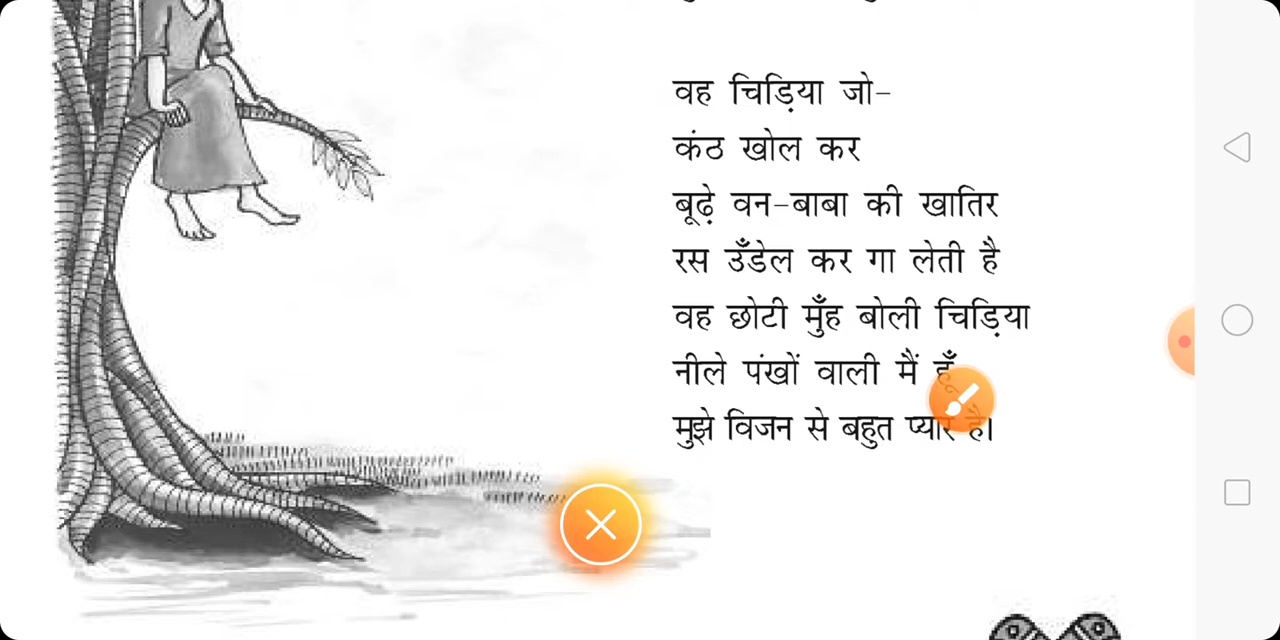 वह चिड़िया जो-
कंठ खोल कर
बूढ़े वन-बाबा की खातिर
रस उँडेल कर गा लेती है
वह छोटी मुँह बोली चिड़िया
नीले पंखों वाली मैं हूँ
मुझे विजन से बहुत प्यार है।